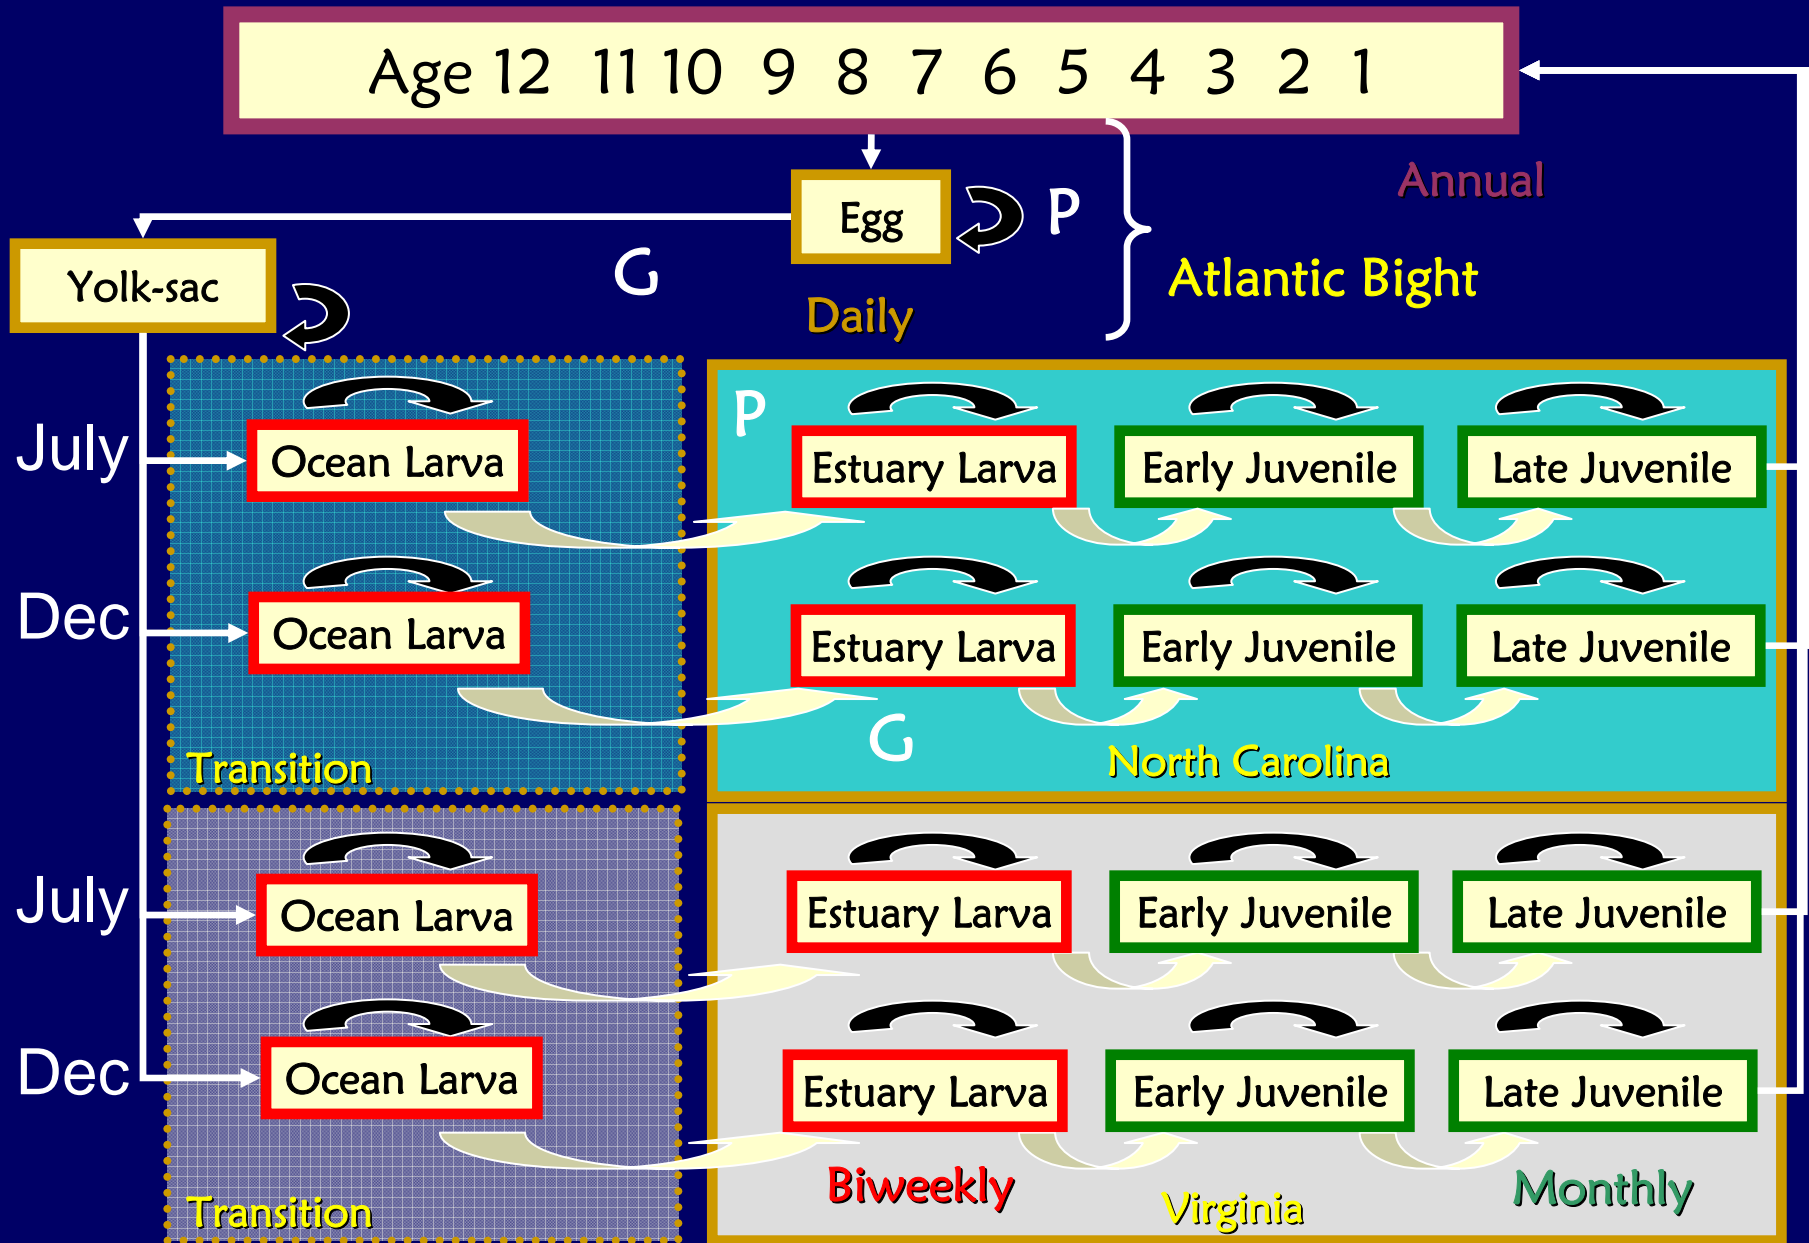 Age 12 11 10 9 8 7 6 5 4 3 2 1
Annual
Egg
P
Yolk-sac
G
Atlantic Bight
Daily
P
July
Ocean Larva
Estuary Larva
Early Juvenile
Late Juvenile
Dec
Ocean Larva
Estuary Larva
Early Juvenile
Late Juvenile
G
Transition
North Carolina
July
Ocean Larva
Estuary Larva
Early Juvenile
Late Juvenile
Dec
Ocean Larva
Estuary Larva
Early Juvenile
Late Juvenile
Transition
Biweekly
Virginia
Monthly